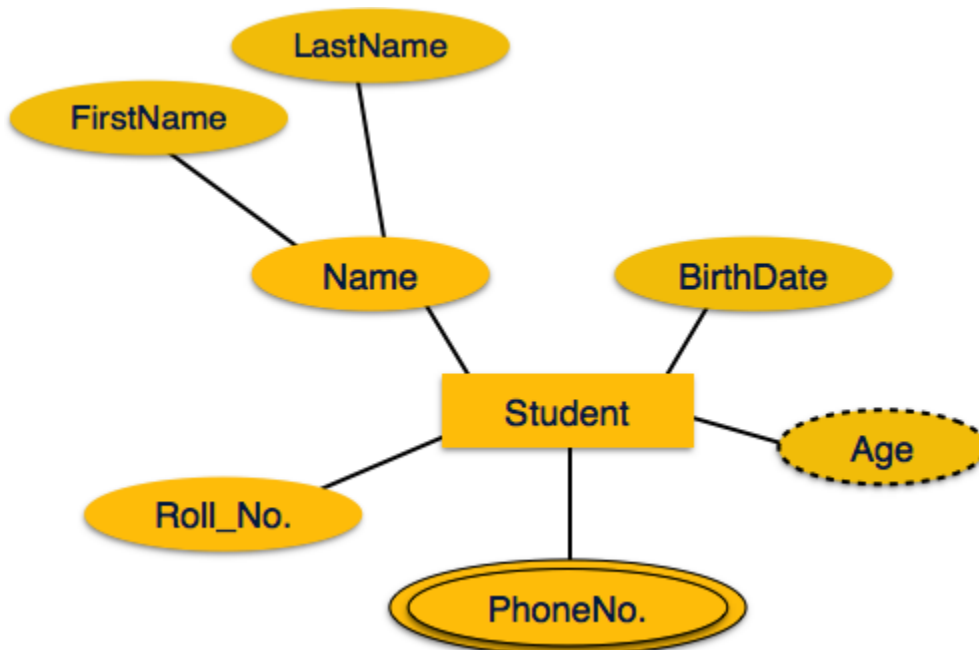 LastName
FirstName
Name
BirthDate
Student
Age
Roll_No.
PhoneNo.